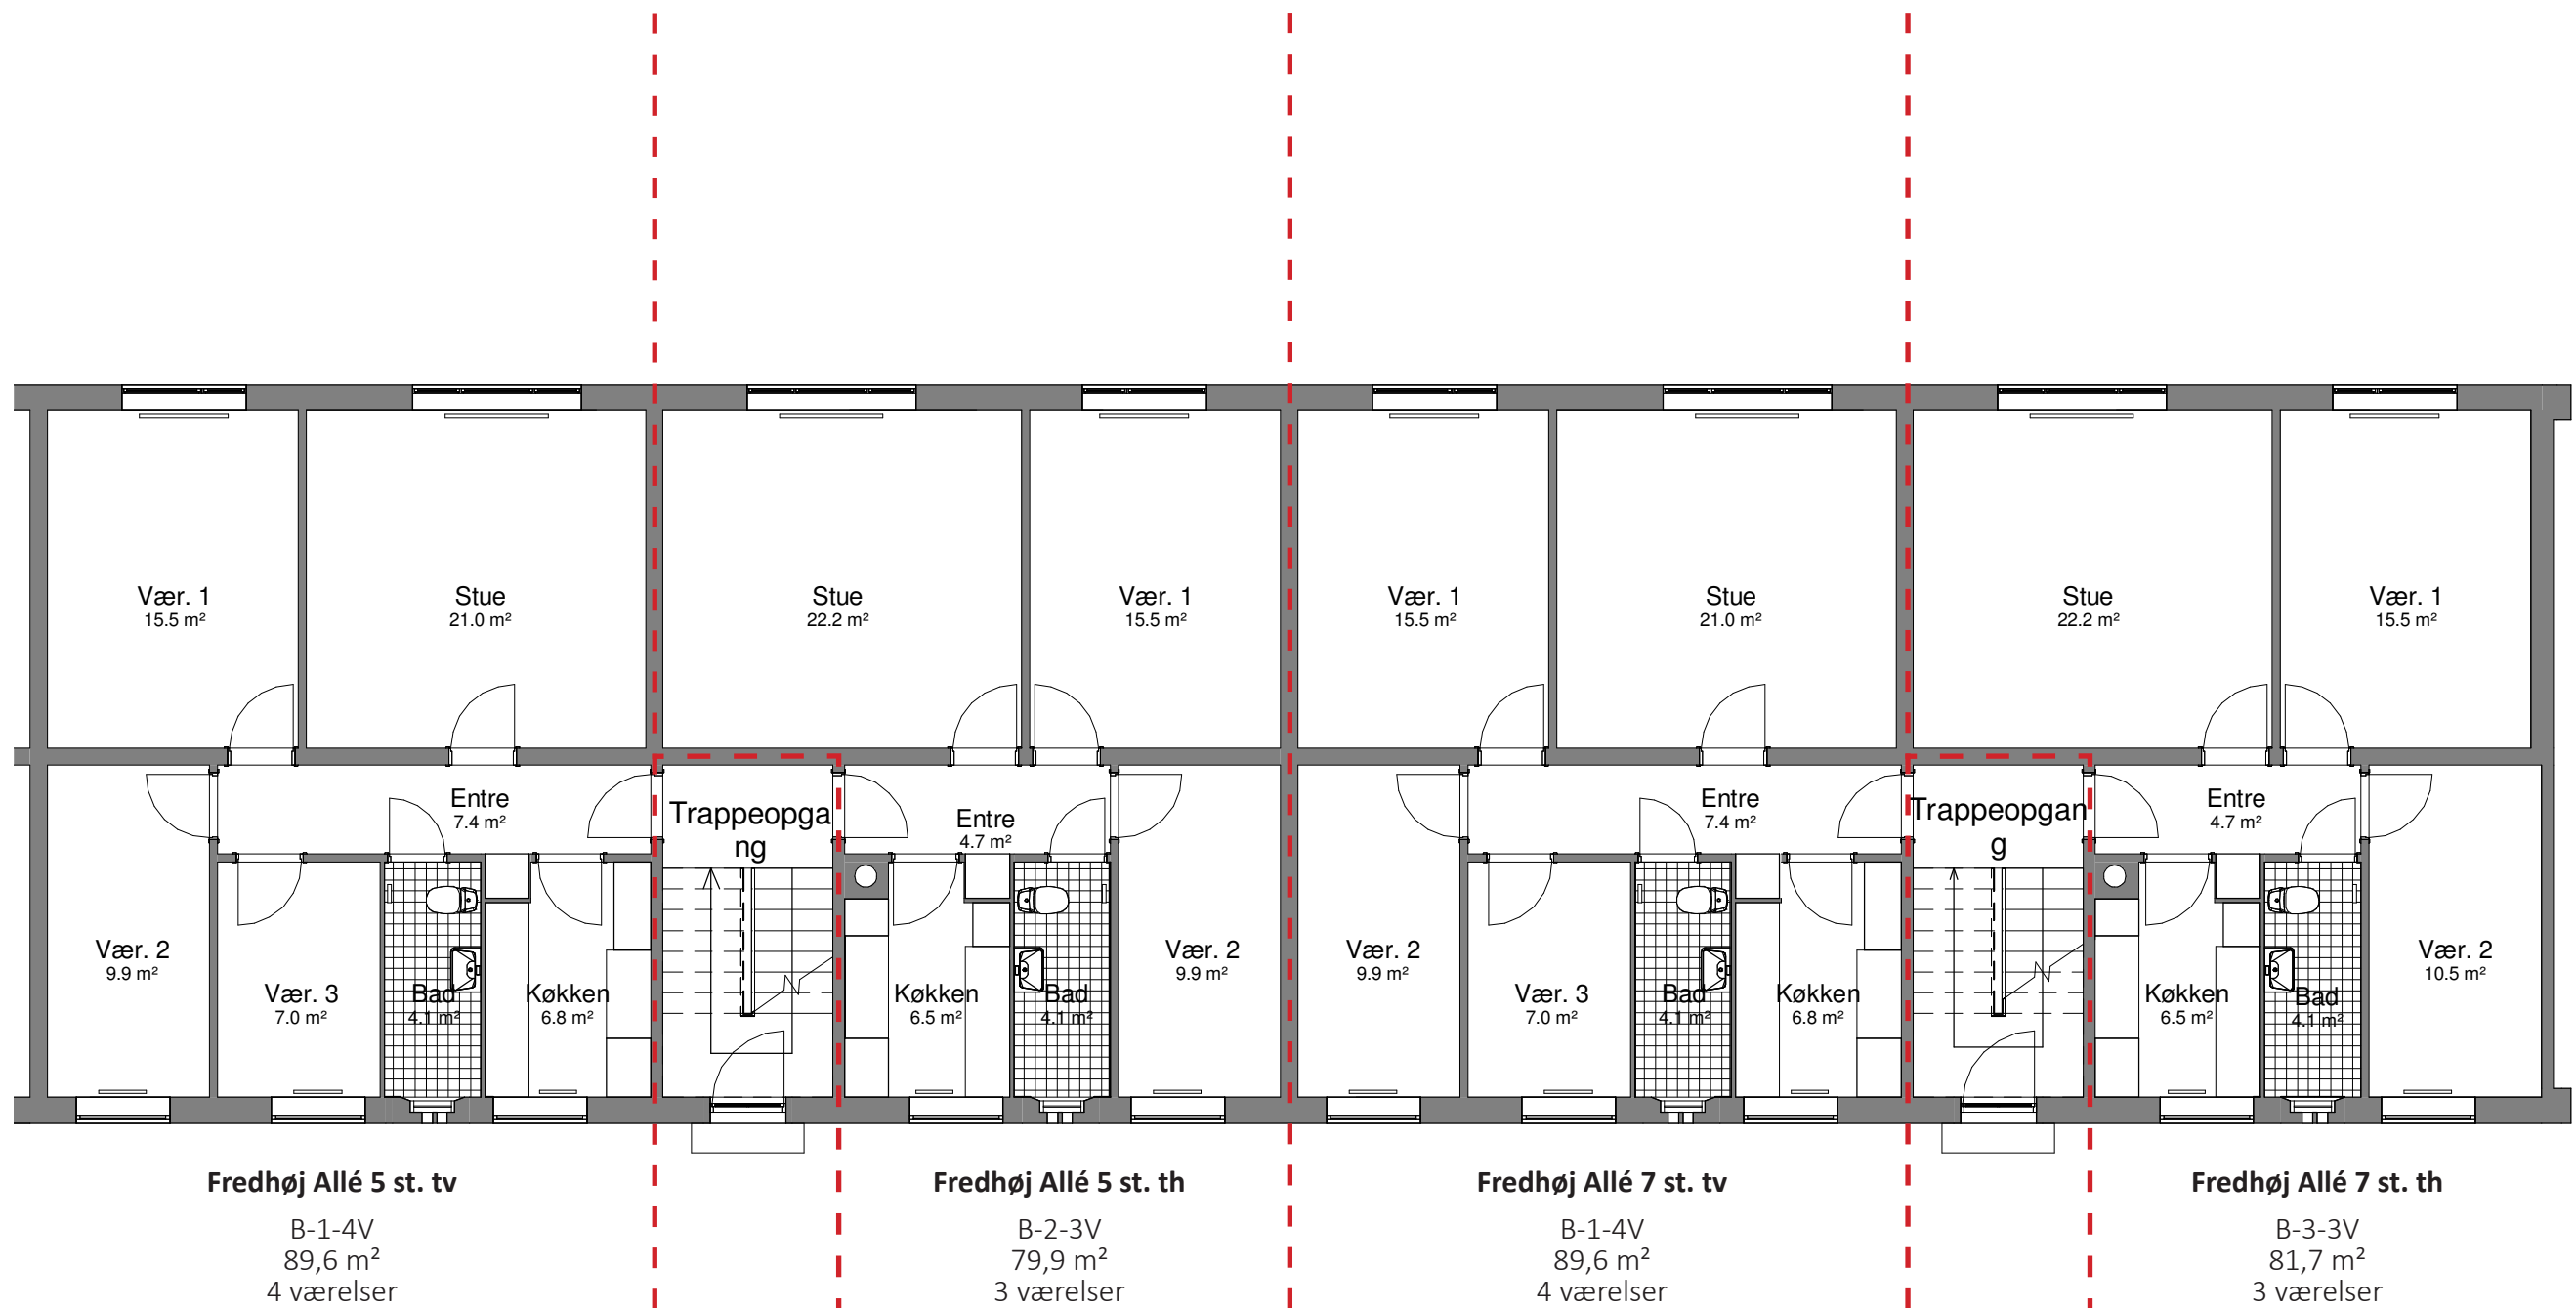 Vær. 1
15.5 m²
Stue
21.0 m²
Stue
22.2 m²
Vær. 1
15.5 m²
Vær. 1
15.5 m²
Stue
21.0 m²
Stue
22.2 m²
Vær. 1
15.5 m²
Entre
7.4 m²
Trappeopga
ng
Entre
4.7 m²
Entre
7.4 m²
Trappeopgan
g
Entre
4.7 m²
Vær. 2
9.9 m²
Vær. 3
7.0 m²
Bad
4.1 m²
Køkken
6.8 m²
Køkken
6.5 m²
Bad
4.1 m²
Vær. 2
9.9 m²
Vær. 2
9.9 m²
Vær. 3
7.0 m²
Bad
4.1 m²
Køkken
6.8 m²
Køkken
6.5 m²
Bad
4.1 m²
Vær. 2
10.5 m²
Fredhøj Allé 5 st. tv
B-1-4V
89,6 m²
4 værelser
Fredhøj Allé 5 st. th
B-2-3V
79,9 m²
3 værelser
Fredhøj Allé 7 st. tv
B-1-4V
89,6 m²
4 værelser
Fredhøj Allé 7 st. th
B-3-3V
81,7 m²
3 værelser